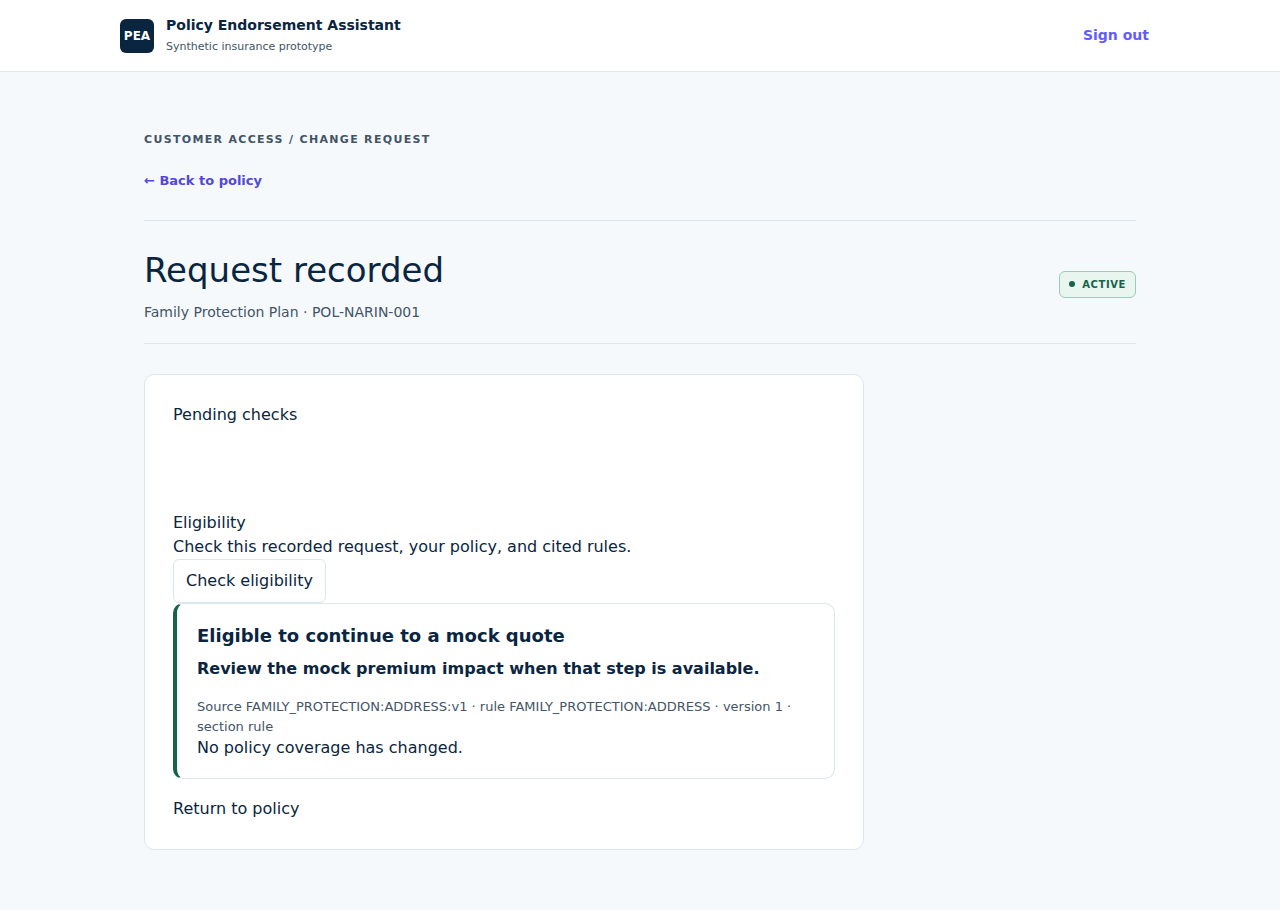 PEA
Policy Endorsement Assistant
Synthetic insurance prototype
Sign out
CUSTOMER ACCESS / CHANGE REQUEST
← Back to policy
Request recorded
Family Protection Plan · POL-NARIN-001
ACTIVE
Pending checks
Eligibility
Check this recorded request, your policy, and cited rules.
Check eligibility
Eligible to continue to a mock quote
Review the mock premium impact when that step is available.
Source FAMILY_PROTECTION:ADDRESS:v1 · rule FAMILY_PROTECTION:ADDRESS · version 1 ·
section rule
No policy coverage has changed.
Return to policy